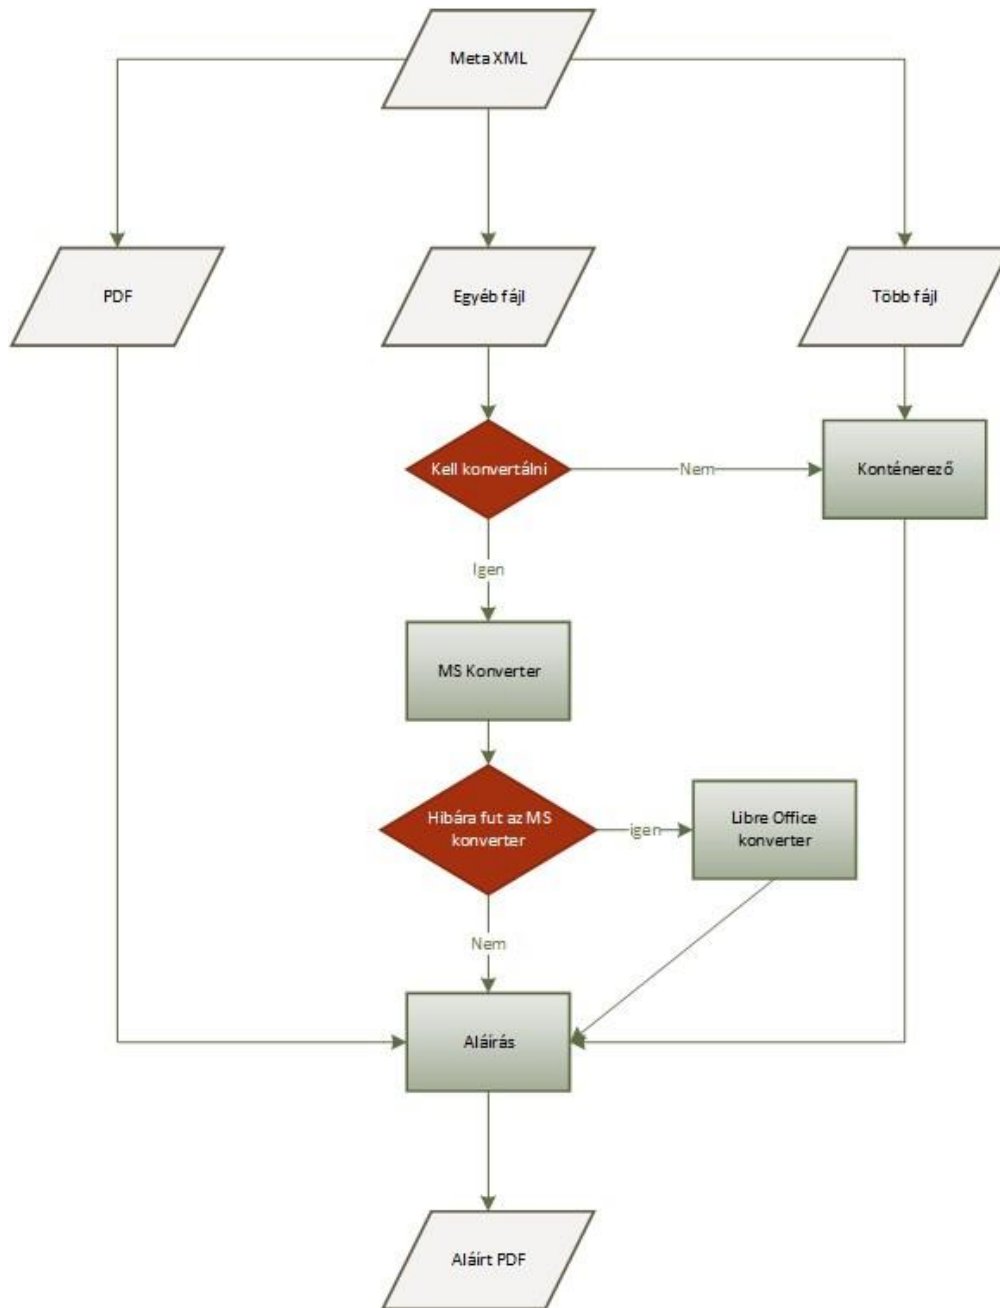 Meta XML
PDF
Egyéb fájl
Több fájl
Kell konvertálni
Nem
Konténerező
Igen
MS Konverter
Hibára fut az MS
konverter
igen
Libre Office
konverter
Nem
Aláírás
Aláírt PDF